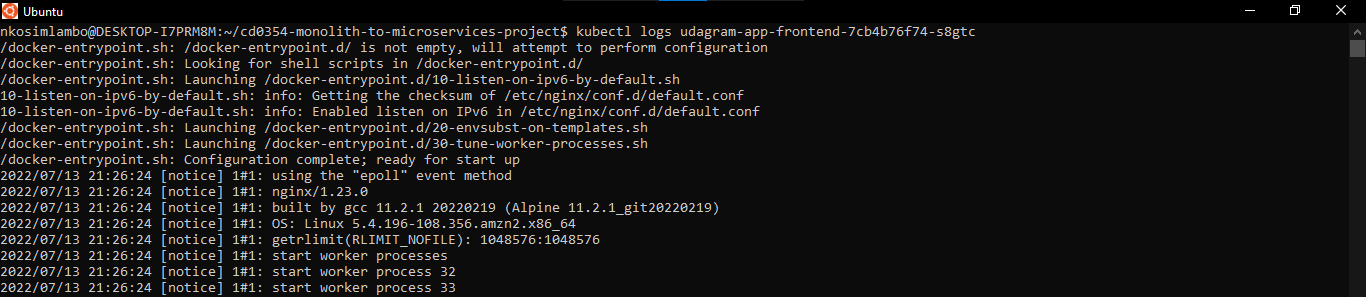 Ubuntu
nkosimlambo@DESKTOP-I7PRM8M:~/cd0354-monolith-to-microservices-project$ kubectl logs udagram-app-frontend-7cb4b76f74-s8gtc
/docker-entrypoint.sh: /docker-entrypoint.d/ is not empty, will attempt to perform configuration
/docker-entrypoint.sh: Looking for shell scripts in /docker-entrypoint.d/
/docker-entrypoint.sh: Launching /docker-entrypoint.d/10-listen-on-ipv6-by-default.sh
10-listen-on-ipv6-by-default.sh: info: Getting the checksum of /etc/nginx/conf.d/default.conf
10-listen-on-ipv6-by-default.sh: info: Enabled listen on IPv6 in /etc/nginx/conf.d/default.conf
/docker-entrypoint.sh: Launching /docker-entrypoint.d/20-envsubst-on-templates.sh
/docker-entrypoint.sh: Launching /docker-entrypoint.d/30-tune-worker-processes.sh
/docker-entrypoint.sh: Configuration complete; ready for start up
2022/07/13 21:26:24 [notice] 1#1: using the "epoll" event method
2022/07/13 21:26:24 [notice] 1#1: nginx/1.23.0
2022/07/13 21:26:24 [notice] 1#1: built by gcc 11.2.1 20220219 (Alpine 11.2.1_git20220219)
2022/07/13 21:26:24 [notice] 1#1: OS: Linux 5.4.196-108.356.amzn2.x86_64
2022/07/13 21:26:24 [notice] 1#1: getrlimit(RLIMIT_NOFILE): 1048576:1048576
2022/07/13 21:26:24 [notice] 1#1: start worker processes
2022/07/13 21:26:24 [notice] 1#1: start worker process 32
2022/07/13 21:26:24 [notice] 1#1: start worker process 33